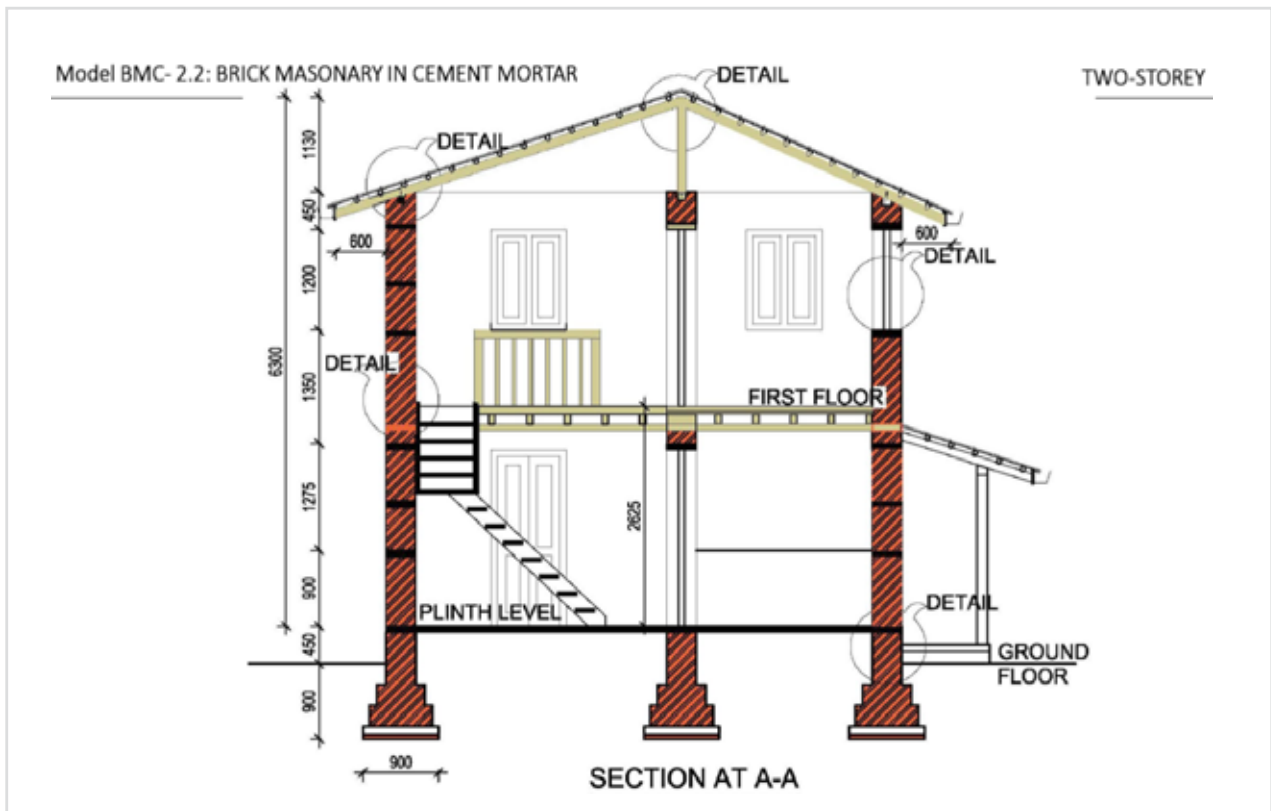 Model BMC- 2.2: BRICK MASONARY IN CEMENT MORTAR
TWO-STOREY
DETAIL
DETAIL
1130
450
600
600
DETAIL
1200
6300
DETAIL
1350
FIRST FLOOR
1275
2625
900
PLINTH LEVEL
DETAIL
450
GROUND
FLOOR
900
900
SECTION AT A-A